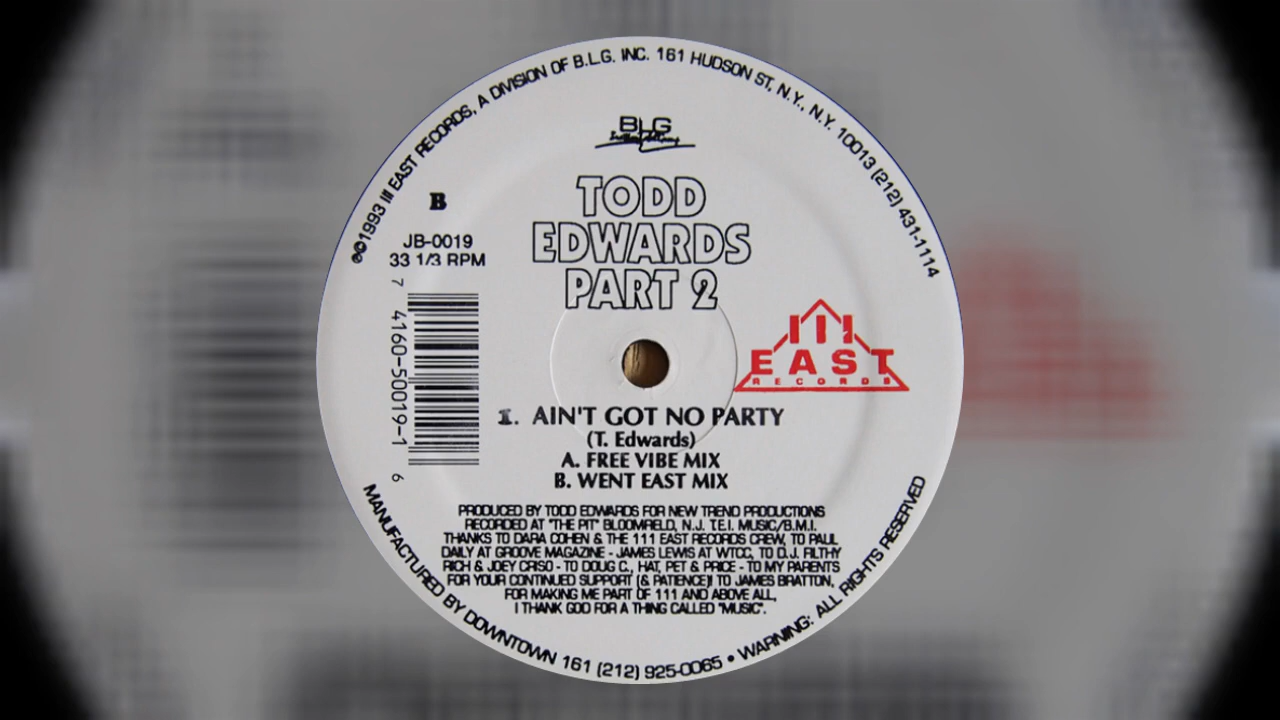 ℗©1993 III EAST RECORDS, A DIVISION OF B.L.G. INC. 161 HUDSON ST, N.Y., N.Y. 10013 (212) 431-1114
BLG
B
JB-0019
33 1/3 RPM
TODD
EDWARDS
PART 2
7 4160-50019-1 6
III
EAST
RECORDS
1. AIN'T GOT NO PARTY
(T. Edwards)
A. FREE VIBE MIX
B. WENT EAST MIX
PRODUCED BY TODD EDWARDS FOR NEW TREND PRODUCTIONS
RECORDED AT "THE PIT" BLOOMFIELD, N.J. T.E.I. MUSIC/B.M.I.
THANKS TO DARA COHEN & THE 111 EAST RECORDS CREW, TO PAUL
DAILY AT GROOVE MAGAZINE - JAMES LEWIS AT WTCC, TO D.J. FILTHY
RICH & JOEY CRISO - TO DOUG C., HAT, PET & PRICE - TO MY PARENTS
FOR YOUR CONTINUED SUPPORT (& PATIENCE)! TO JAMES BRATTON,
FOR MAKING ME PART OF 111 AND ABOVE ALL,
I THANK GOD FOR A THING CALLED "MUSIC".
MANUFACTURED BY DOWNTOWN 161 (212) 925-0065 • WARNING: ALL RIGHTS RESERVED